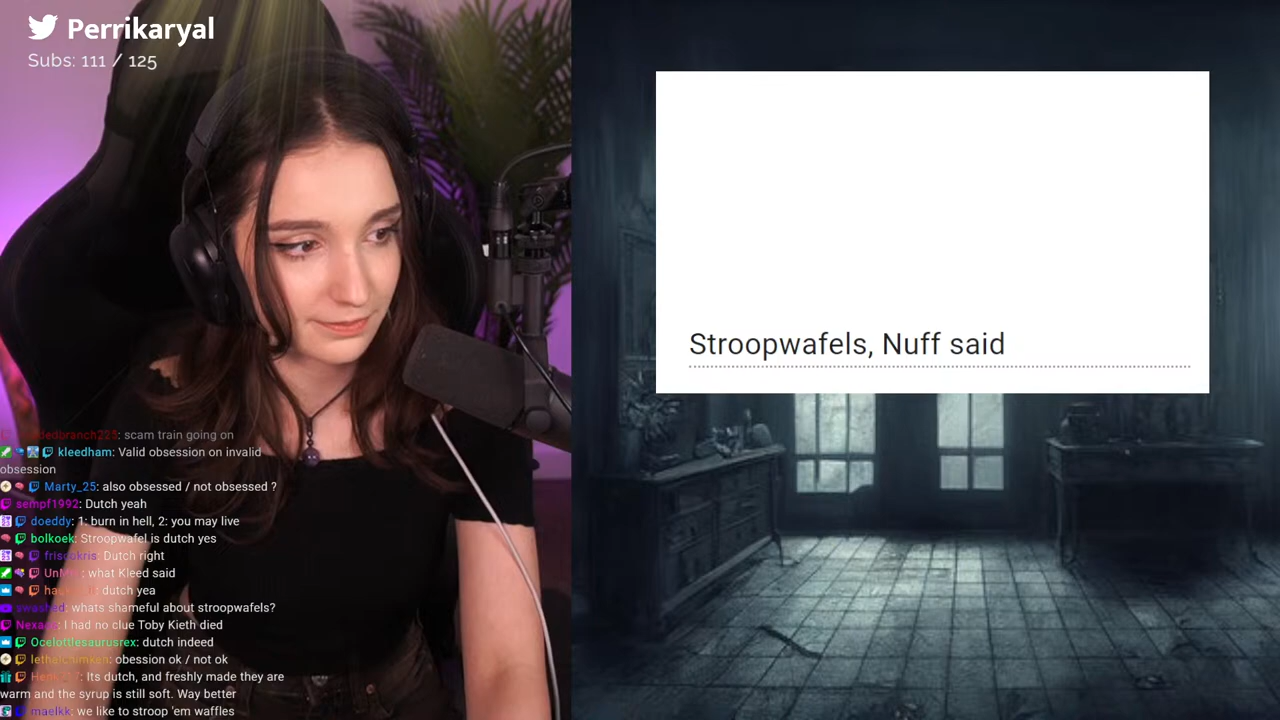 Perrikaryal
Subs: 111 / 125
Stroopwafels, Nuff said
scam train going on
kleedham: Valid obsession on invalid
obsession
Marty_25: also obsessed / not obsessed ?
sempf1992: Dutch yeah
doeddy: 1: burn in hell, 2: you may live
bolkoek: Stroopwafel is dutch yes
friscokris: Dutch right
what Kleed said
dutch yea
swashed: whats shameful about stroopwafels?
I had no clue Toby Kieth died
Ocelottlesaurusrex: dutch indeed
obession ok / not ok
Its dutch, and freshly made they are
warm and the syrup is still soft. Way better
maelkk: we like to stroop 'em waffles